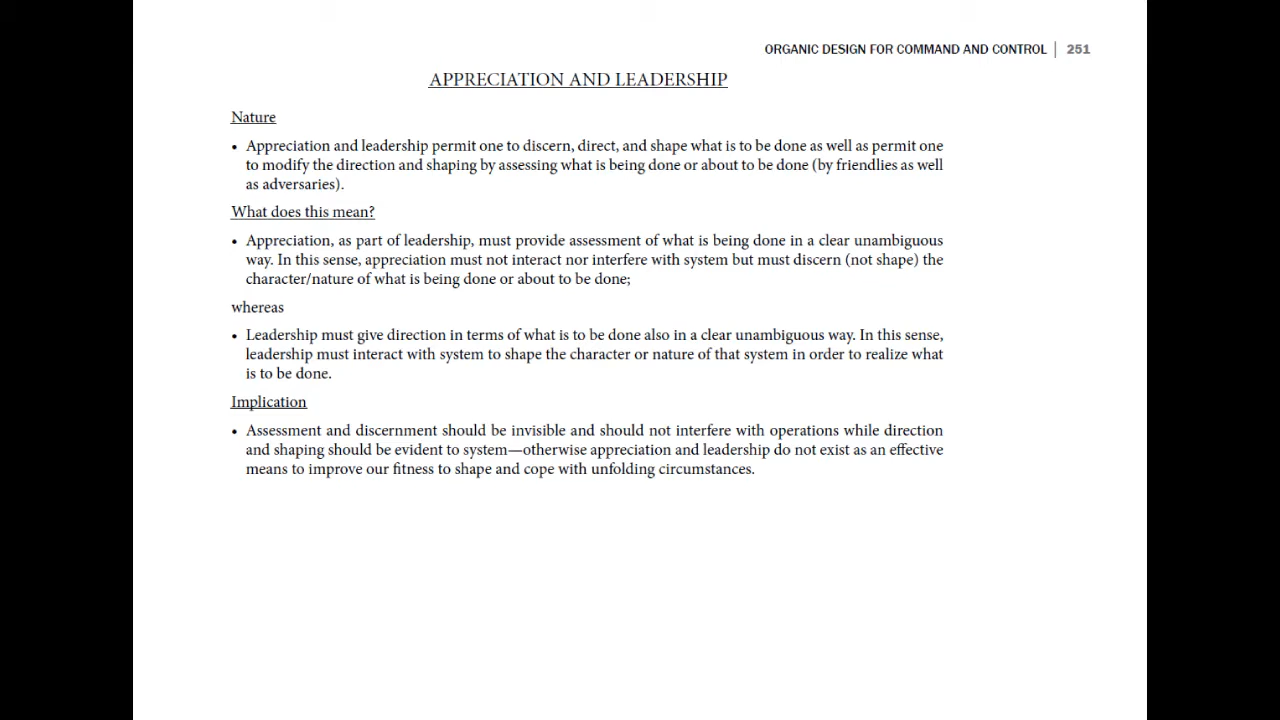 ORGANIC DESIGN FOR COMMAND AND CONTROL | 251
APPRECIATION AND LEADERSHIP
Nature
• Appreciation and leadership permit one to discern, direct, and shape what is to be done as well as permit one
to modify the direction and shaping by assessing what is being done or about to be done (by friendlies as well
as adversaries).
What does this mean?
• Appreciation, as part of leadership, must provide assessment of what is being done in a clear unambiguous
way. In this sense, appreciation must not interact nor interfere with system but must discern (not shape) the
character/nature of what is being done or about to be done;
whereas
• Leadership must give direction in terms of what is to be done also in a clear unambiguous way. In this sense,
leadership must interact with system to shape the character or nature of that system in order to realize what
is to be done.
Implication
• Assessment and discernment should be invisible and should not interfere with operations while direction
and shaping should be evident to system—otherwise appreciation and leadership do not exist as an effective
means to improve our fitness to shape and cope with unfolding circumstances.